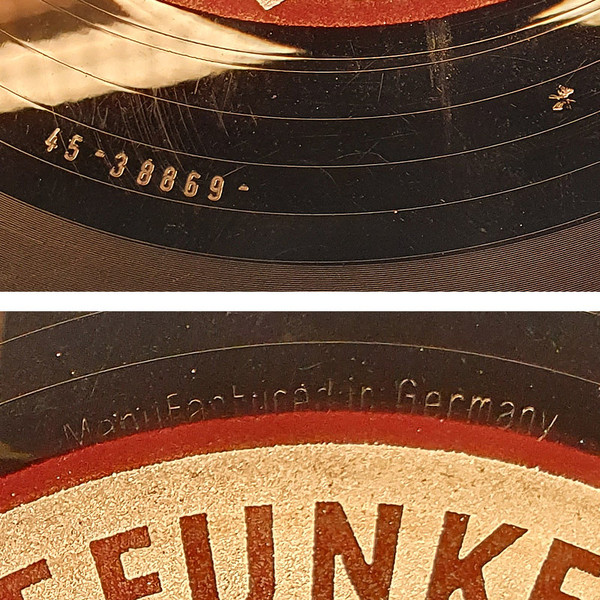 45-38869-
Manufactured in Germany
EFUNKE